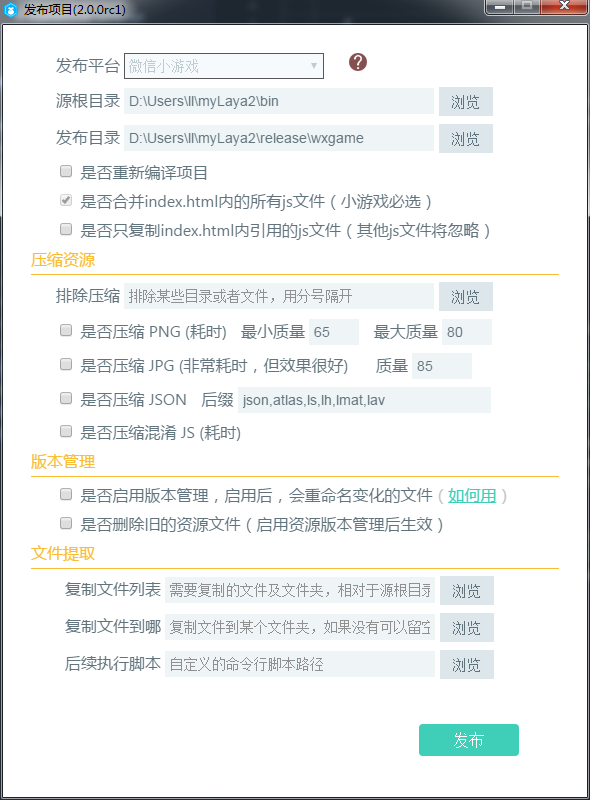 发布项目(2.0.0rc1)
发布平台 微信小游戏
源根目录 D:\Users\ll\myLaya2\bin 浏览
发布目录 D:\Users\ll\myLaya2\release\wxgame 浏览
是否重新编译项目
是否合并index.html内的所有js文件（小游戏必选）
是否只复制index.html内引用的js文件（其他js文件将忽略）
压缩资源
排除压缩 排除某些目录或者文件，用分号隔开 浏览
是否压缩 PNG (耗时) 最小质量 65 最大质量 80
是否压缩 JPG (非常耗时，但效果很好) 质量 85
是否压缩 JSON 后缀 json,atlas,ls,lh,lmat,lav
是否压缩混淆 JS (耗时)
版本管理
是否启用版本管理，启用后，会重命名变化的文件（如何用）
是否删除旧的资源文件（启用资源版本管理后生效）
文件提取
复制文件列表 需要复制的文件及文件夹，相对于源根目录 浏览
复制文件到哪 复制文件到某个文件夹，如果没有可以留空 浏览
后续执行脚本 自定义的命令行脚本路径 浏览
发布